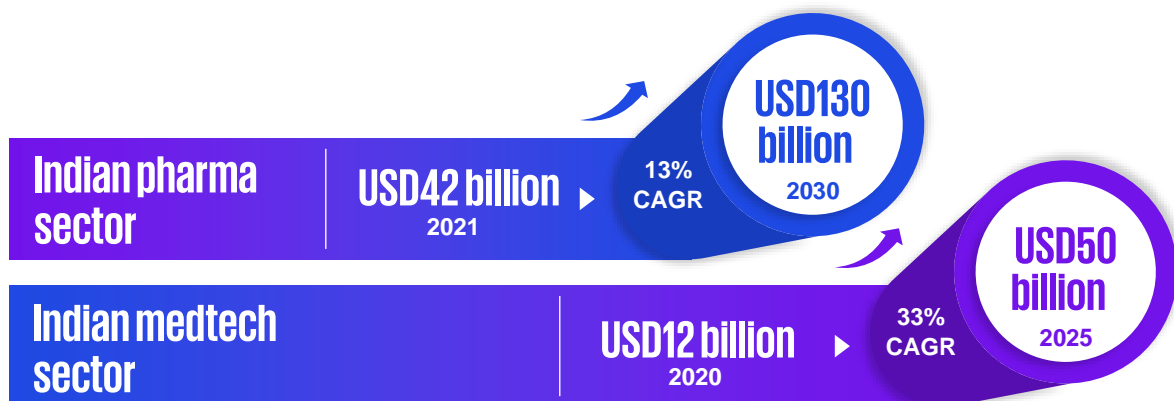 Indian pharma
sector
USD42 billion
2021
13%
CAGR
USD130
billion
2030
Indian medtech
sector
USD12 billion
2020
33%
CAGR
USD50
billion
2025